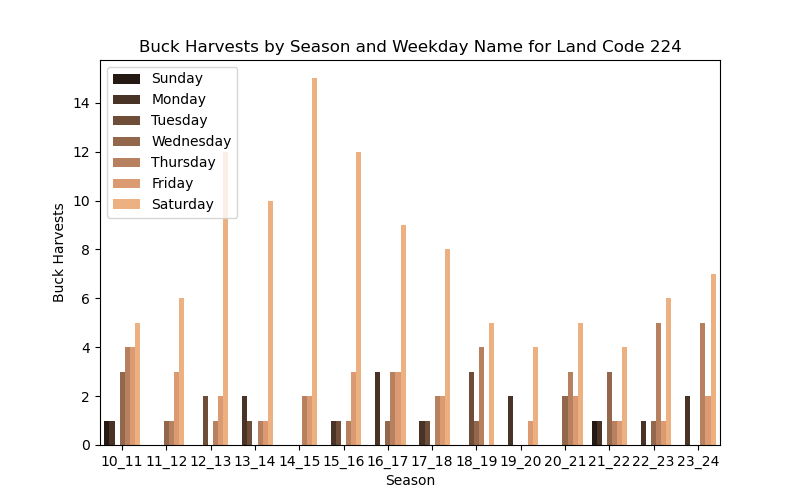 Buck Harvests by Season and Weekday Name for Land Code 224
Sunday
Monday
Tuesday
Wednesday
Thursday
Friday
Saturday
14
12
10
8
6
4
2
0
Buck Harvests
10_11 11_12 12_13 13_14 14_15 15_16 16_17 17_18 18_19 19_20 20_21 21_22 22_23 23_24
Season